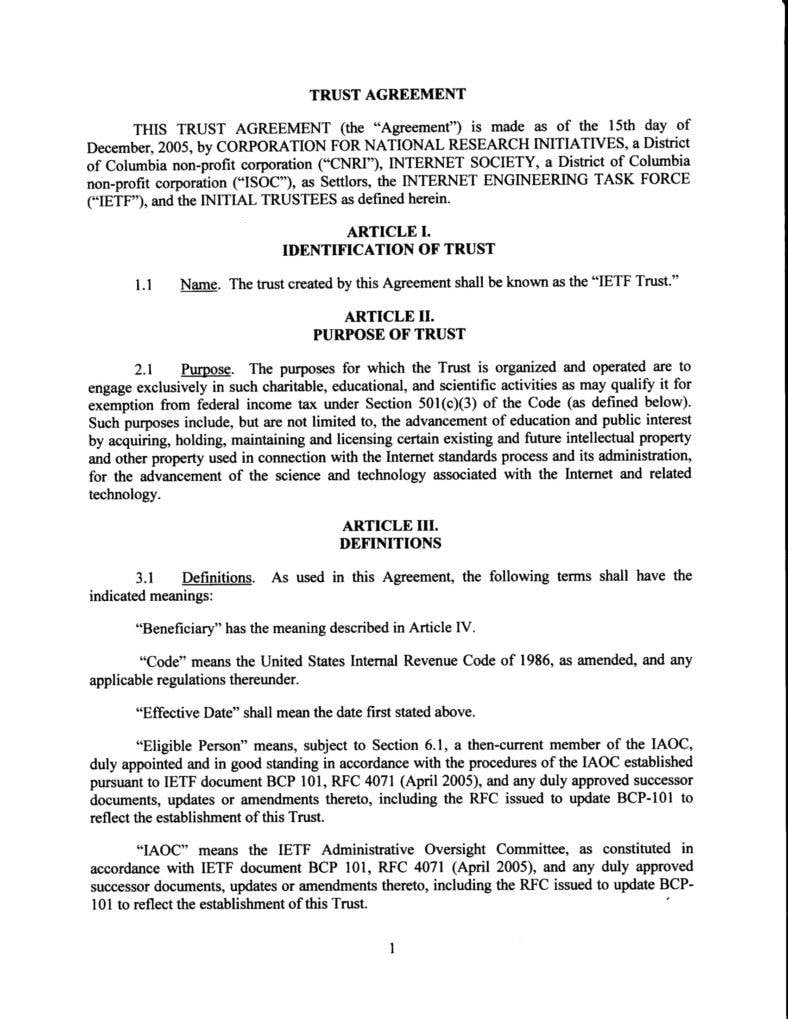 TRUST AGREEMENT
THIS TRUST AGREEMENT (the “Agreement”) is made as of the 15th day of
December, 2005, by CORPORATION FOR NATIONAL RESEARCH INITIATIVES, a District
of Columbia non-profit corporation (“CNRI”), INTERNET SOCIETY, a District of Columbia
non-profit corporation (“ISOC”), as Settlors, the INTERNET ENGINEERING TASK FORCE
(“IETF”), and the INITIAL TRUSTEES as defined herein.
ARTICLE I.
IDENTIFICATION OF TRUST
1.1 Name. The trust created by this Agreement shall be known as the “IETF Trust.”
ARTICLE II.
PURPOSE OF TRUST
2.1 Purpose. The purposes for which the Trust is organized and operated are to
engage exclusively in such charitable, educational, and scientific activities as may qualify it for
exemption from federal income tax under Section 501(c)(3) of the Code (as defined below).
Such purposes include, but are not limited to, the advancement of education and public interest
by acquiring, holding, maintaining and licensing certain existing and future intellectual property
and other property used in connection with the Internet standards process and its administration,
for the advancement of the science and technology associated with the Internet and related
technology.
ARTICLE III.
DEFINITIONS
3.1 Definitions. As used in this Agreement, the following terms shall have the
indicated meanings:
“Beneficiary” has the meaning described in Article IV.
“Code” means the United States Internal Revenue Code of 1986, as amended, and any
applicable regulations thereunder.
“Effective Date” shall mean the date first stated above.
“Eligible Person” means, subject to Section 6.1, a then-current member of the IAOC,
duly appointed and in good standing in accordance with the procedures of the IAOC established
pursuant to IETF document BCP 101, RFC 4071 (April 2005), and any duly approved successor
documents, updates or amendments thereto, including the RFC issued to update BCP-101 to
reflect the establishment of this Trust.
“IAOC” means the IETF Administrative Oversight Committee, as constituted in
accordance with IETF document BCP 101, RFC 4071 (April 2005), and any duly approved
successor documents, updates or amendments thereto, including the RFC issued to update BCP-
101 to reflect the establishment of this Trust.
1